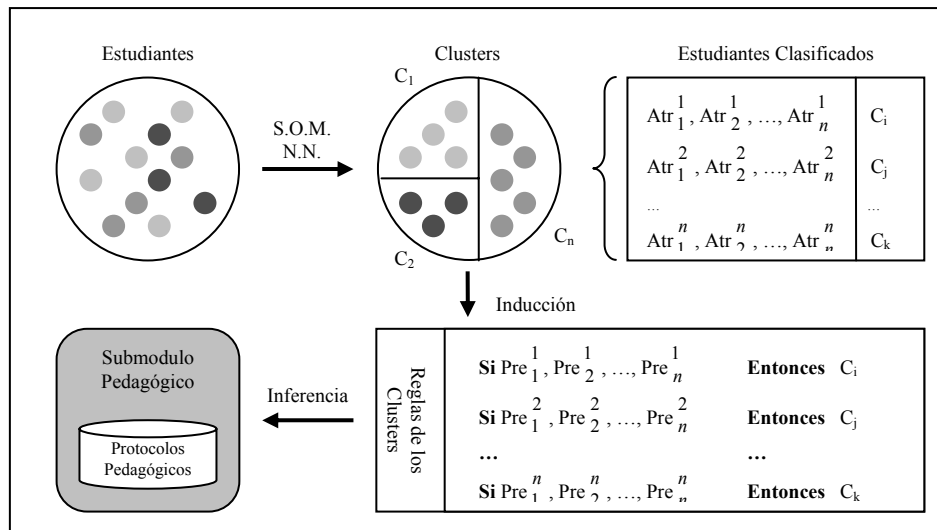 Estudiantes
S.O.M.
N.N.
Clusters
C1
C2
Cn
Estudiantes Clasificados
Atr 1 1 , Atr 1 2 , …, Atr 1 n Ci
Atr 2 1 , Atr 2 2 , …, Atr 2 n Cj
... ...
Atr n 1 , Atr n 2 , …, Atr n n Ck
Inducción
Reglas de los
Clusters
Si Pre 1 1 , Pre 1 2 , …, Pre 1 n Entonces Ci
Si Pre 2 1 , Pre 2 2 , …, Pre 2 n Entonces Cj
… …
Si Pre n 1 , Pre n 2 , …, Pre n n Entonces Ck
Inferencia
Submodulo
Pedagógico
Protocolos
Pedagógicos